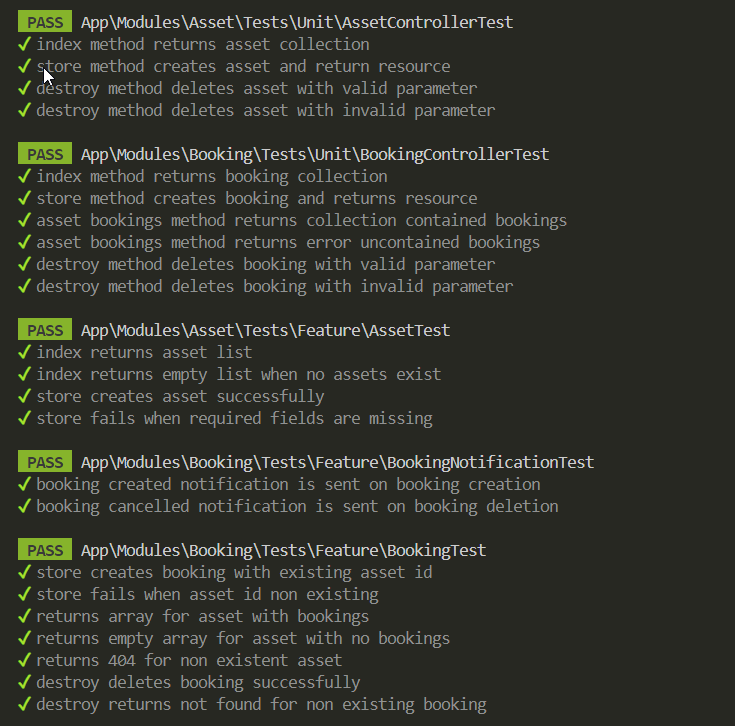 PASS App\Modules\Asset\Tests\Unit\AssetControllerTest
✓ index method returns asset collection
✓ store method creates asset and return resource
✓ destroy method deletes asset with valid parameter
✓ destroy method deletes asset with invalid parameter
PASS App\Modules\Booking\Tests\Unit\BookingControllerTest
✓ index method returns booking collection
✓ store method creates booking and returns resource
✓ asset bookings method returns collection contained bookings
✓ asset bookings method returns error uncontained bookings
✓ destroy method deletes booking with valid parameter
✓ destroy method deletes booking with invalid parameter
PASS App\Modules\Asset\Tests\Feature\AssetTest
✓ index returns asset list
✓ index returns empty list when no assets exist
✓ store creates asset successfully
✓ store fails when required fields are missing
PASS App\Modules\Booking\Tests\Feature\BookingNotificationTest
✓ booking created notification is sent on booking creation
✓ booking cancelled notification is sent on booking deletion
PASS App\Modules\Booking\Tests\Feature\BookingTest
✓ store creates booking with existing asset id
✓ store fails when asset id non existing
✓ returns array for asset with bookings
✓ returns empty array for asset with no bookings
✓ returns 404 for non existent asset
✓ destroy deletes booking successfully
✓ destroy returns not found for non existing booking